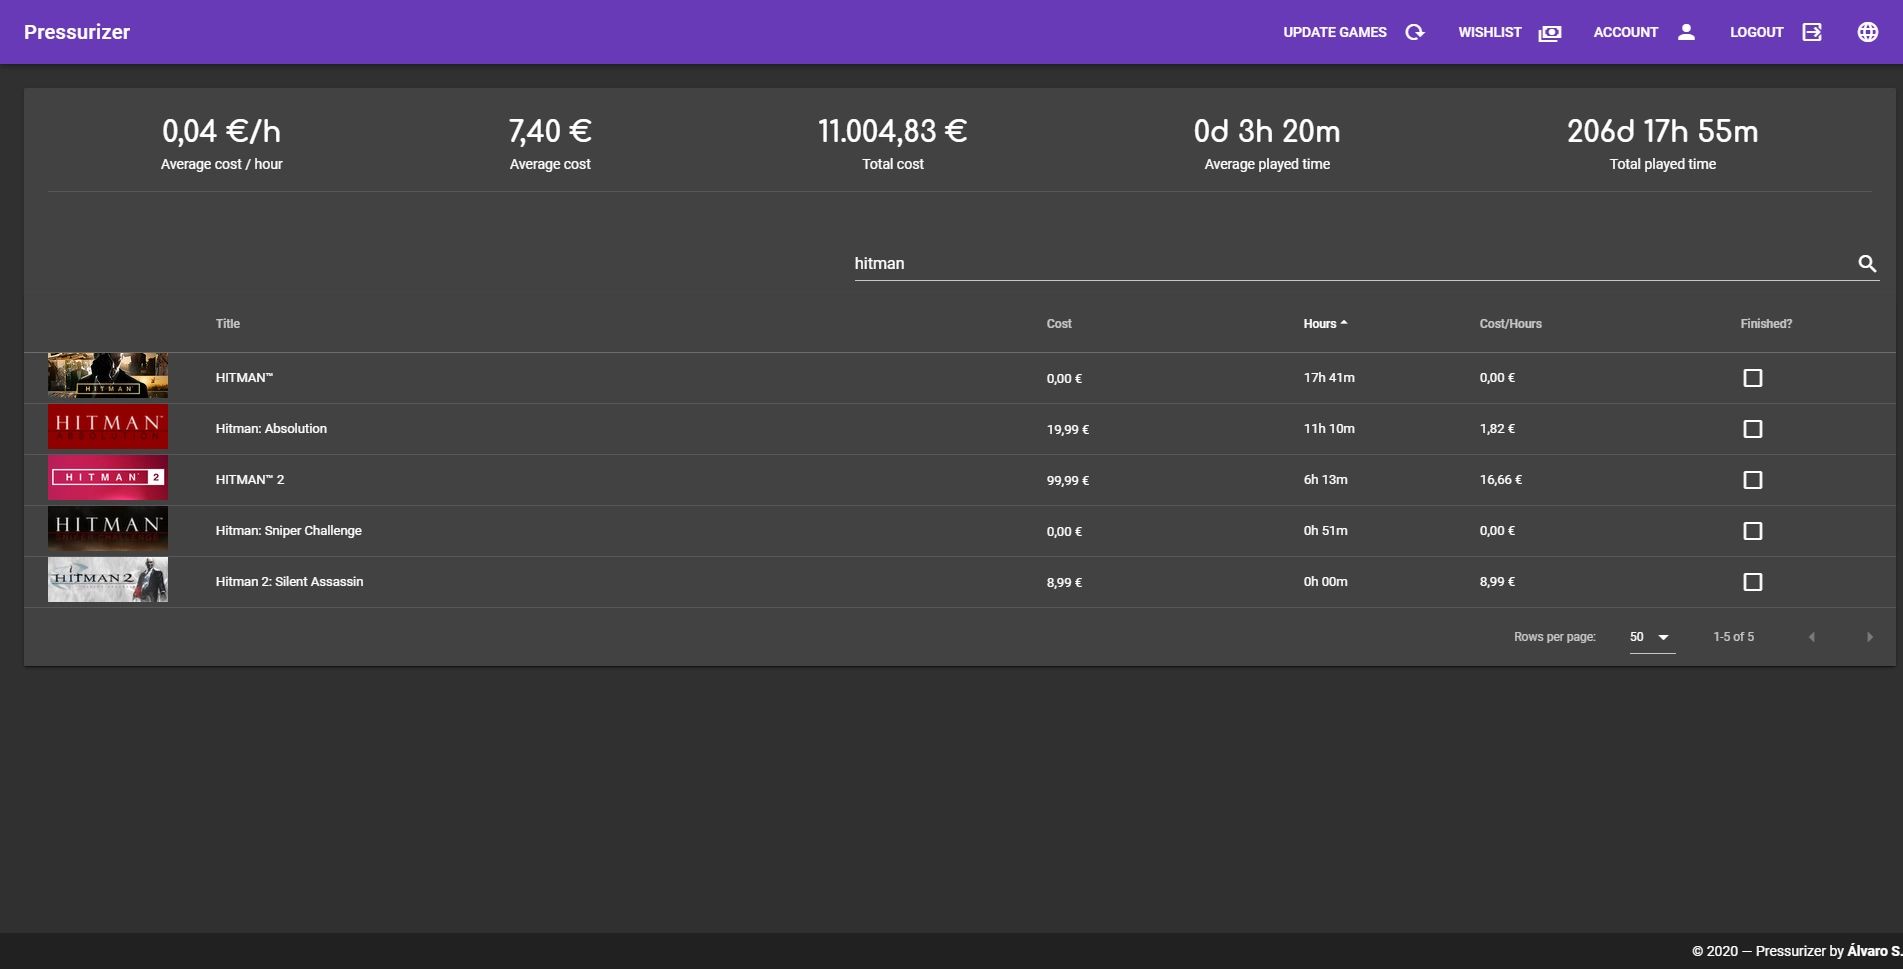 Pressurizer UPDATE GAMES WISHLIST ACCOUNT LOGOUT
0,04 €/h 7,40 € 11.004,83 € 0d 3h 20m 206d 17h 55m
Average cost / hour Average cost Total cost Average played time Total played time
hitman
Title Cost Hours Cost/Hours Finished?
HITMAN
HITMAN™ 0,00 € 17h 41m 0,00 €
HITMAN™
ABSOLUTION
Hitman: Absolution 19,99 € 11h 10m 1,82 €
HITMAN 2
HITMAN™ 2 99,99 € 6h 13m 16,66 €
HITMAN™
SNIPER CHALLENGE
Hitman: Sniper Challenge 0,00 € 0h 51m 0,00 €
HITMAN 2
Hitman 2: Silent Assassin 8,99 € 0h 00m 8,99 €
Rows per page: 50 1-5 of 5
© 2020 — Pressurizer by Álvaro S.